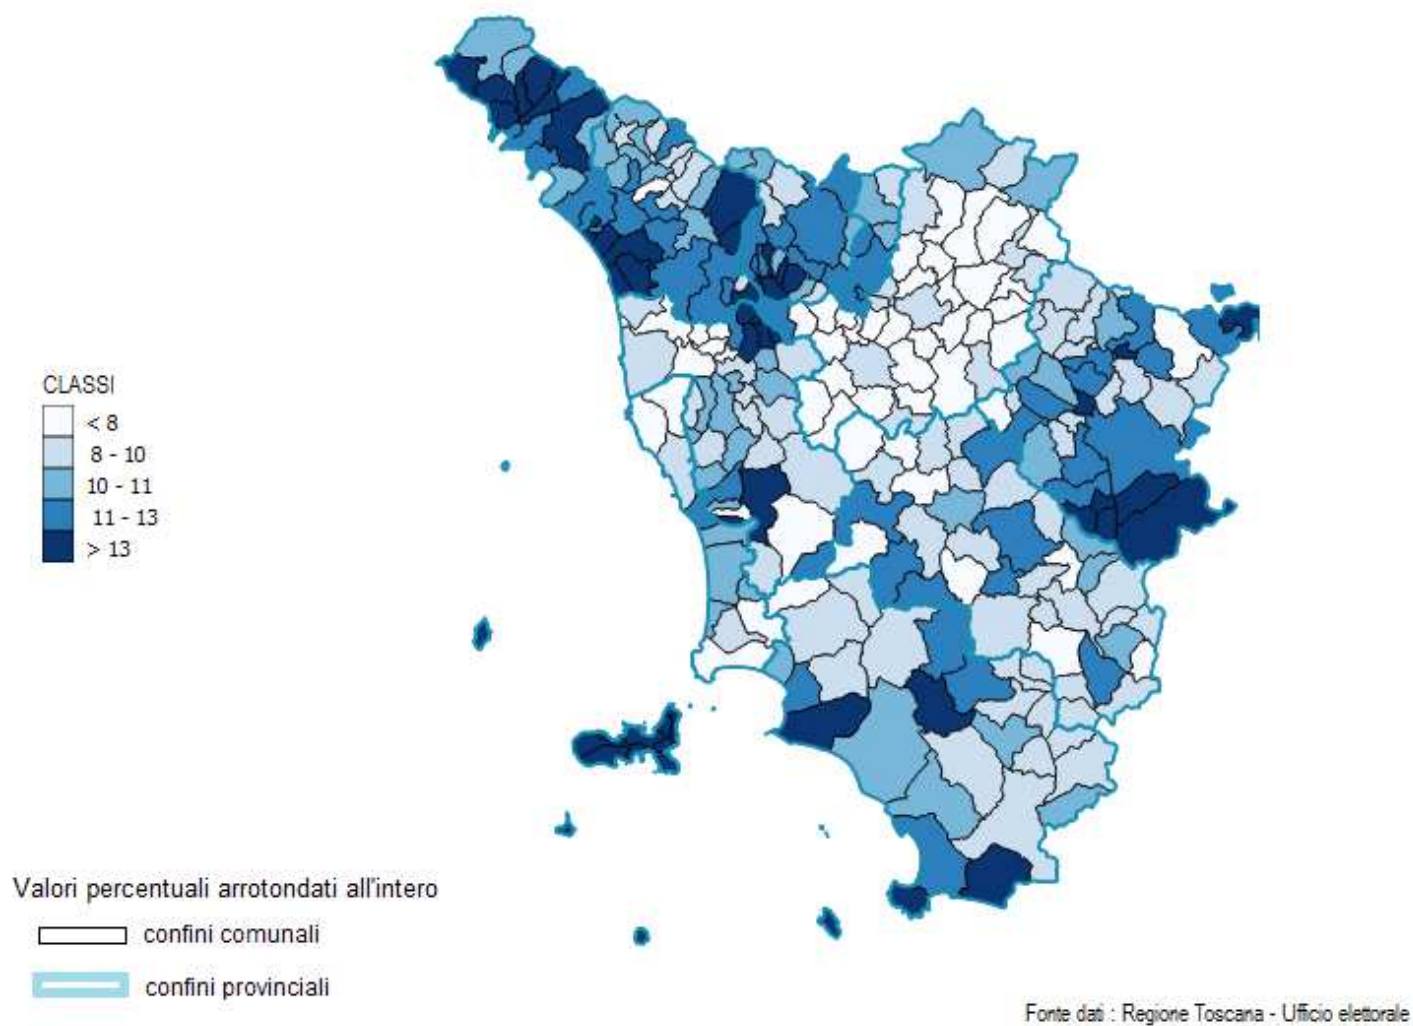 CLASSI
< 8
8 - 10
10 - 11
11 - 13
> 13
Valori percentuali arrotondati all'intero
confini comunali
confini provinciali
Fonte dati : Regione Toscana - Ufficio elettorale